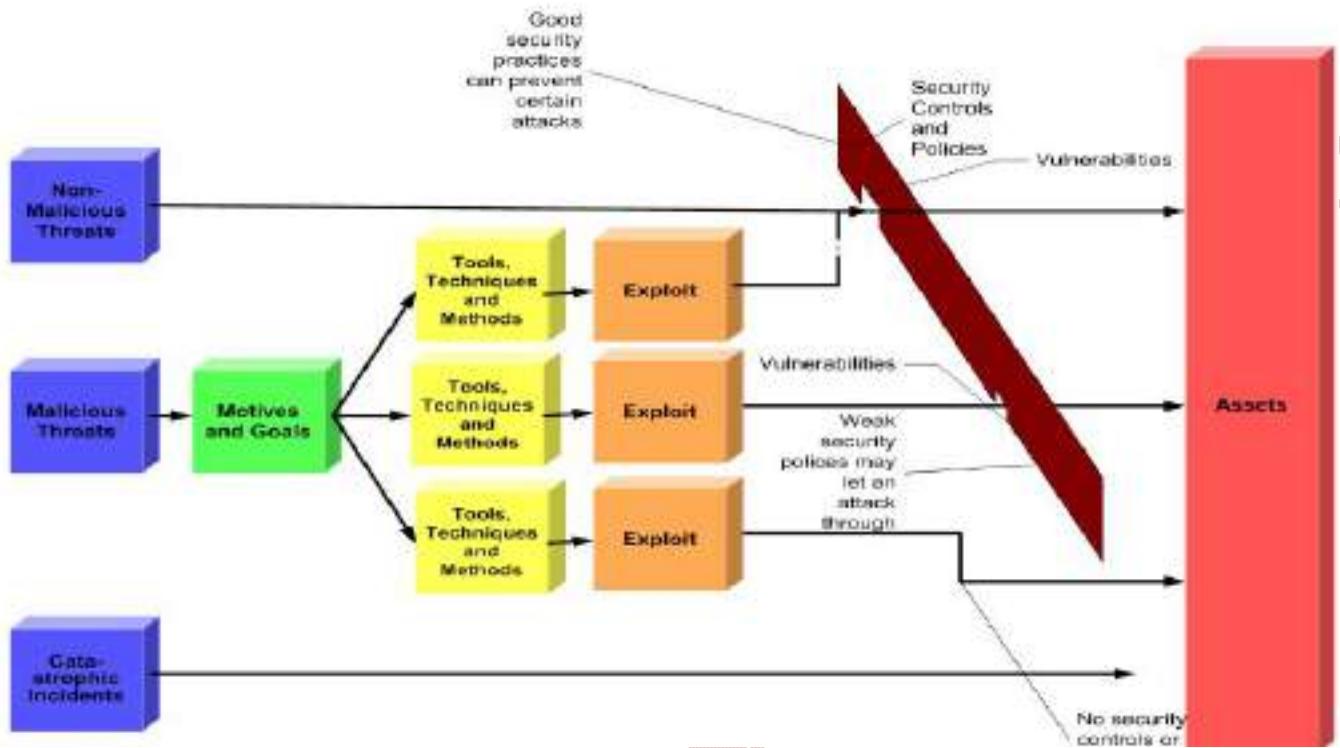 Good
security
practices
can prevent
certain
attacks
Security
Controls
and
Policies
Vulnerabilities
Non-
Malicious
Threats
Tools,
Techniques
and
Methods
Exploit
Vulnerabilities
Malicious
Threats
Motives
and Goals
Tools,
Techniques
and
Methods
Exploit
Assets
Weak
security
polices may
let an
attack
through
Tools,
Techniques
and
Methods
Exploit
Cata-
strophic
Incidents
No security
controls or